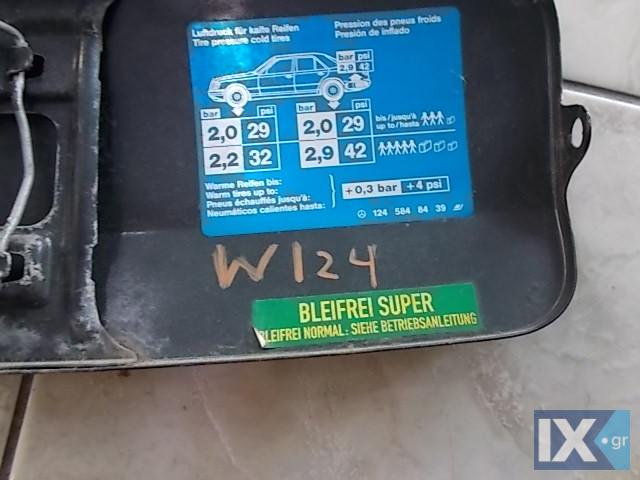 Luftdruck für kalte Reifen
Tire pressure cold tires
Pression des pneus froids
Presión de inflado
bar psi
2,9 42
bar psi
2,0 29
2,2 32
bar psi
2,0 29
2,9 42
bis/jusqu'à
up to/hasta
Warme Reifen bis:
Warm tires up to:
Pneus échauffés jusqu'à:
Neumáticos calientes hasta:
+0,3 bar +4 psi
124 584 84 39
W124
BLEIFREI SUPER
BLEIFREI NORMAL: SIEHE BETRIEBSANLEITUNG
IX.gr